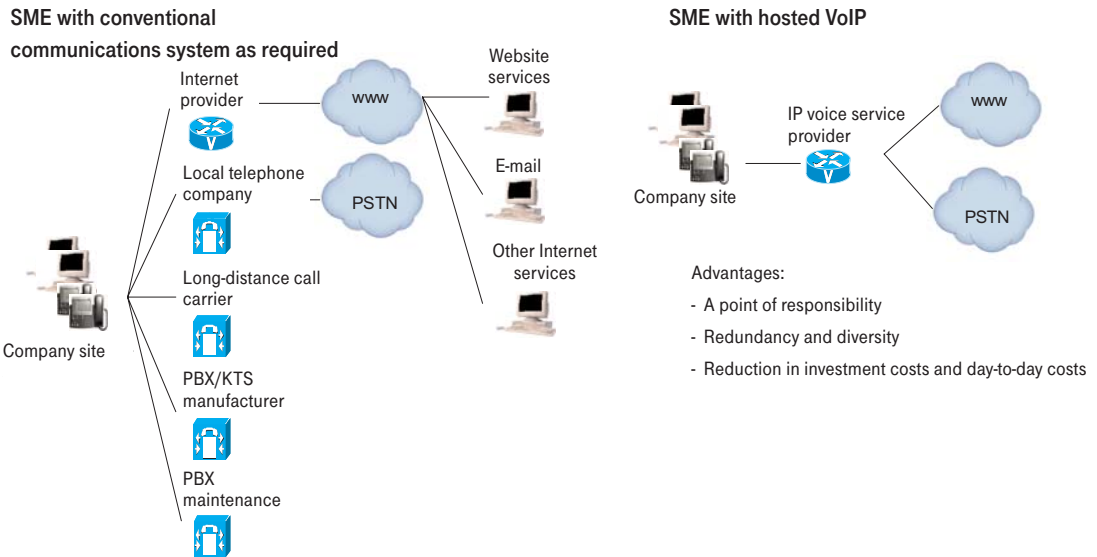 SME with conventional
communications system as required
Internet
provider
www
Website
services
Local telephone
company
PSTN
E-mail
Long-distance call
carrier
Other Internet
services
Company site
PBX/KTS
manufacturer
PBX
maintenance
SME with hosted VoIP
IP voice service
provider
www
Company site
PSTN
Advantages:
- A point of responsibility
- Redundancy and diversity
- Reduction in investment costs and day-to-day costs